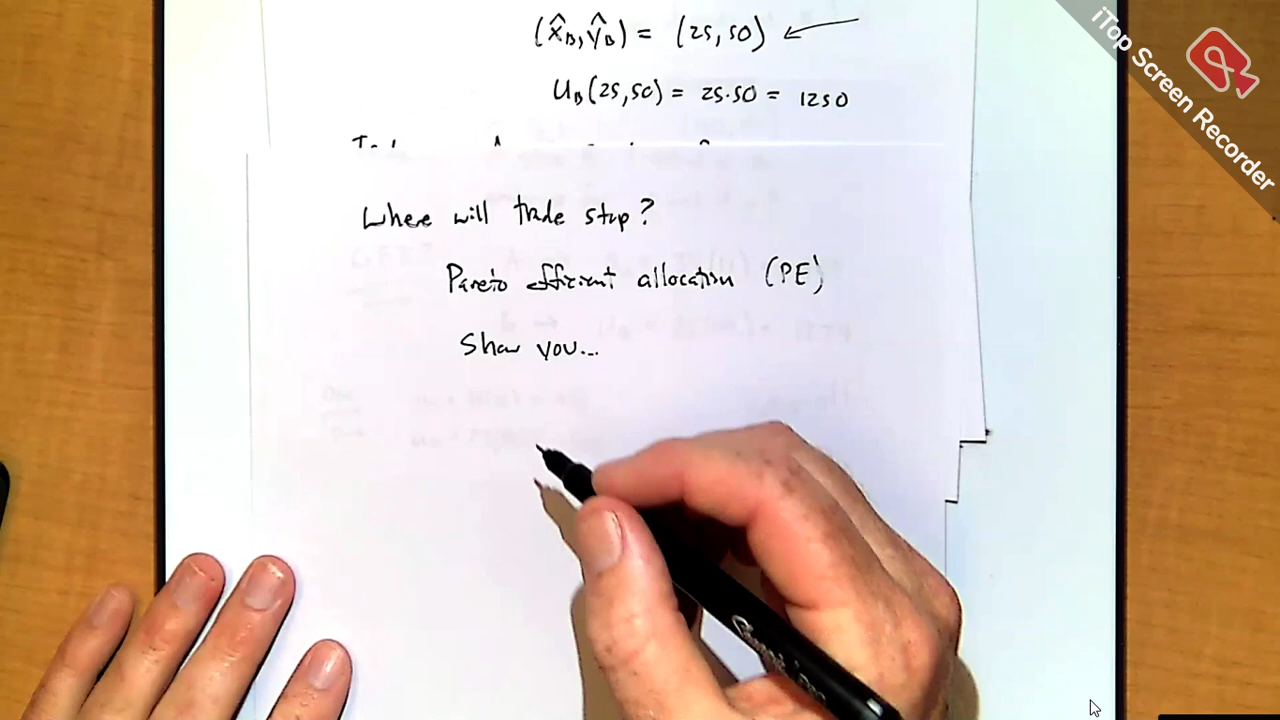 (x̂_B, ŷ_B) = (25, 50)
U_B(25, 50) = 25·50 = 1250
Where will trade stop?
Pareto efficient allocation (PE)
Show you...
iTop Screen Recorder